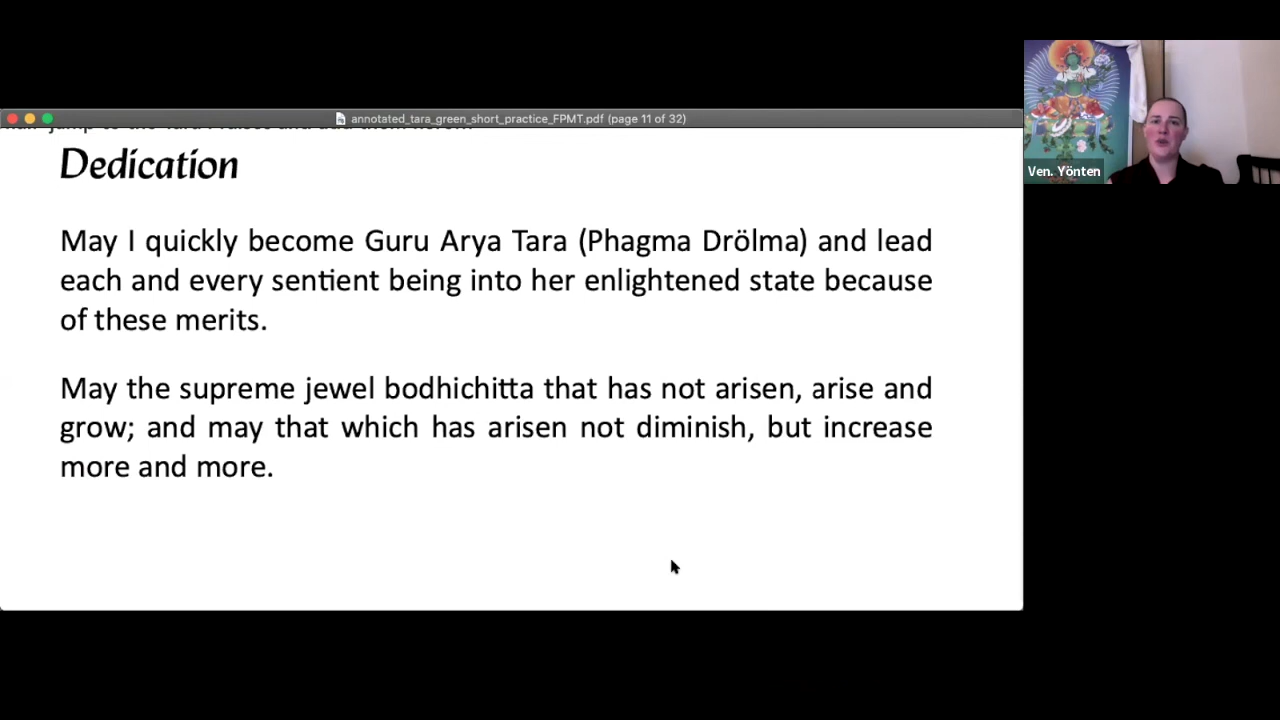 annotated_tara_green_short_practice_FPMT.pdf (page 11 of 32)
Dedication
May I quickly become Guru Arya Tara (Phagma Drölma) and lead
each and every sentient being into her enlightened state because
of these merits.
May the supreme jewel bodhichitta that has not arisen, arise and
grow; and may that which has arisen not diminish, but increase
more and more.
Ven. Yönten